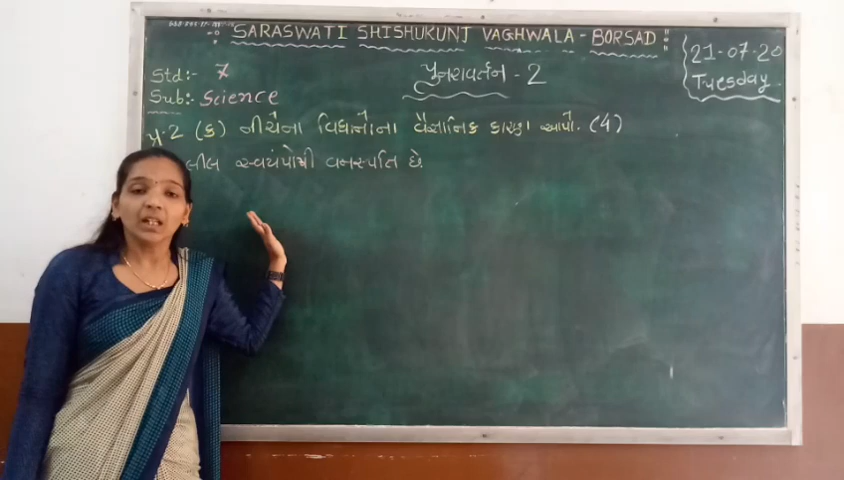 SARASWATI SHISHUKUNJ VAGHWALA - BORSAD
21-07-20
Tuesday
Std:- 7
પુનરાવર્તન - 2
Sub:- Science
પ્ર.2 (ક) નીચેના વિધાનોના વૈજ્ઞાનિક કારણ આપો. (4)
લીલ સ્વયંપોષી વનસ્પતિ છે.